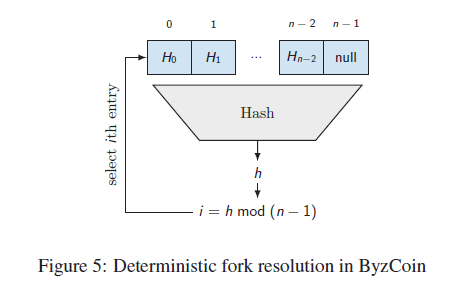 0 1 n − 2 n − 1
H₀ H₁ ... Hₙ₋₂ null
Hash
select ith entry
h
i = h mod (n − 1)
Figure 5: Deterministic fork resolution in ByzCoin